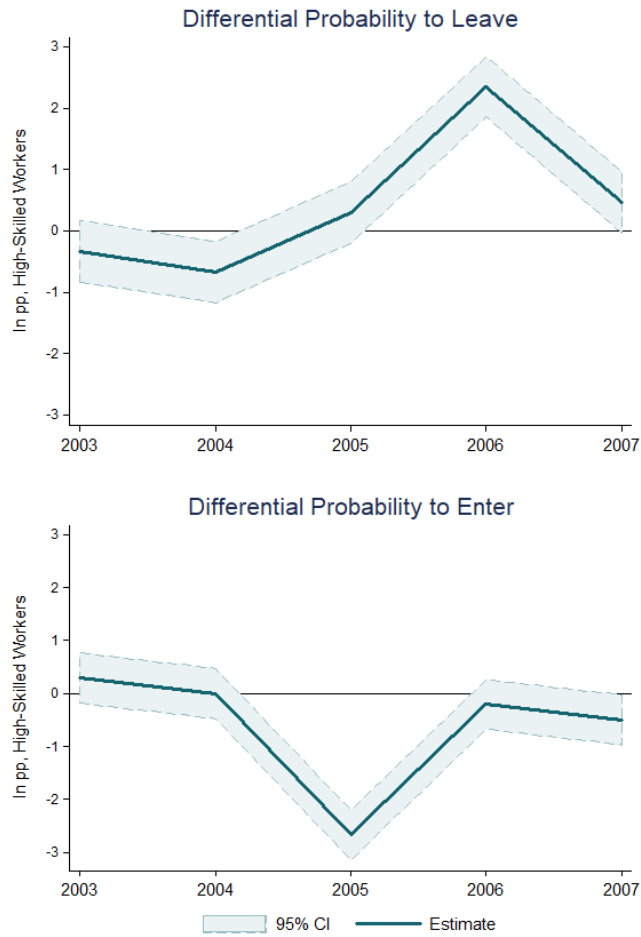 Differential Probability to Leave
In pp, High-Skilled Workers
3
2
1
0
-1
-2
-3
2003 2004 2005 2006 2007
Differential Probability to Enter
In pp, High-Skilled Workers
3
2
1
0
-1
-2
-3
2003 2004 2005 2006 2007
95% CI Estimate